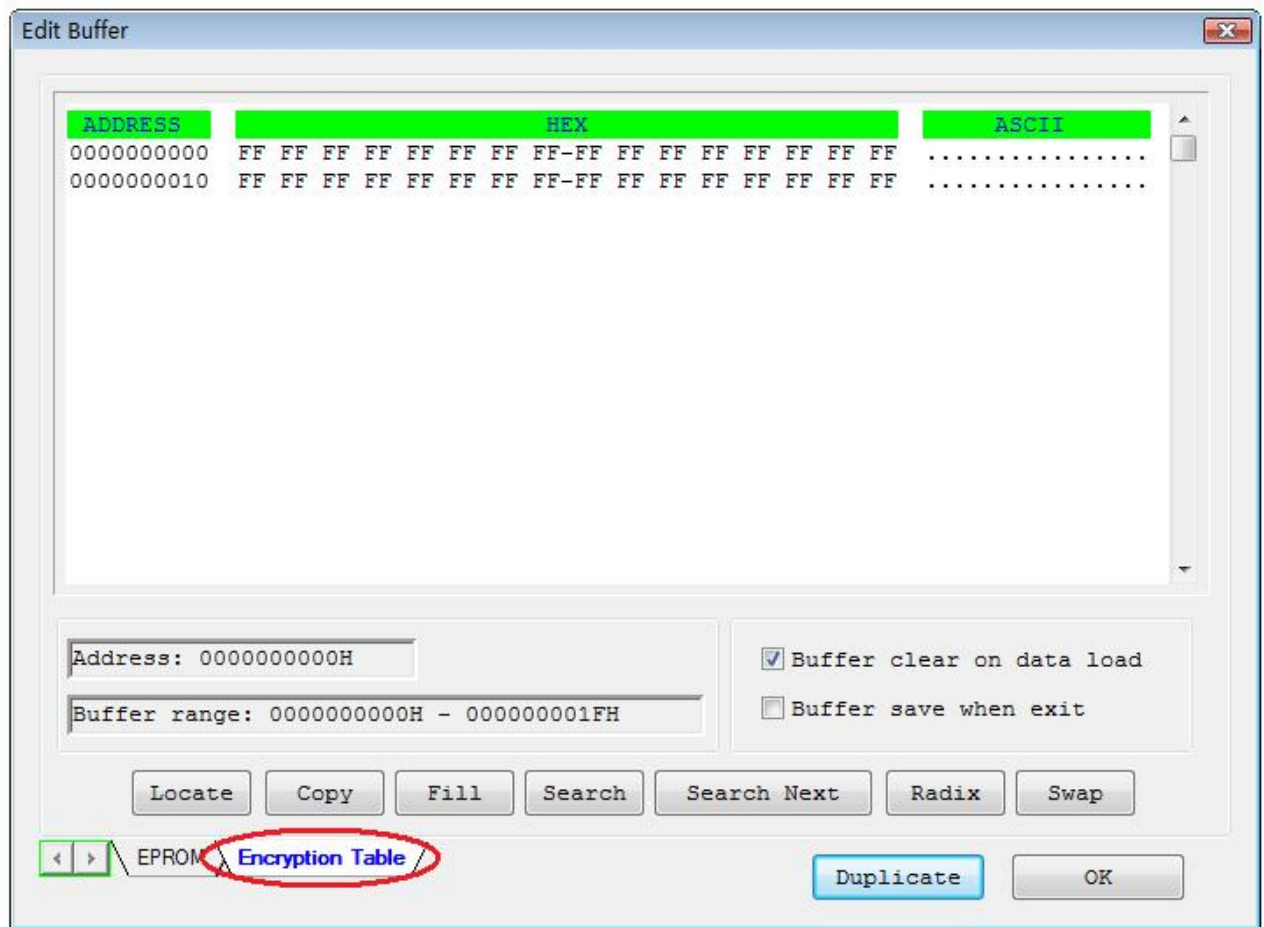 Edit Buffer
ADDRESS HEX ASCII
0000000000 FF FF FF FF FF FF FF FF-FF FF FF FF FF FF FF FF ................
0000000010 FF FF FF FF FF FF FF FF-FF FF FF FF FF FF FF FF ................
Address: 0000000000H
Buffer clear on data load
Buffer range: 0000000000H - 000000001FH
Buffer save when exit
Locate Copy Fill Search Search Next Radix Swap
EPROM Encryption Table
Duplicate OK